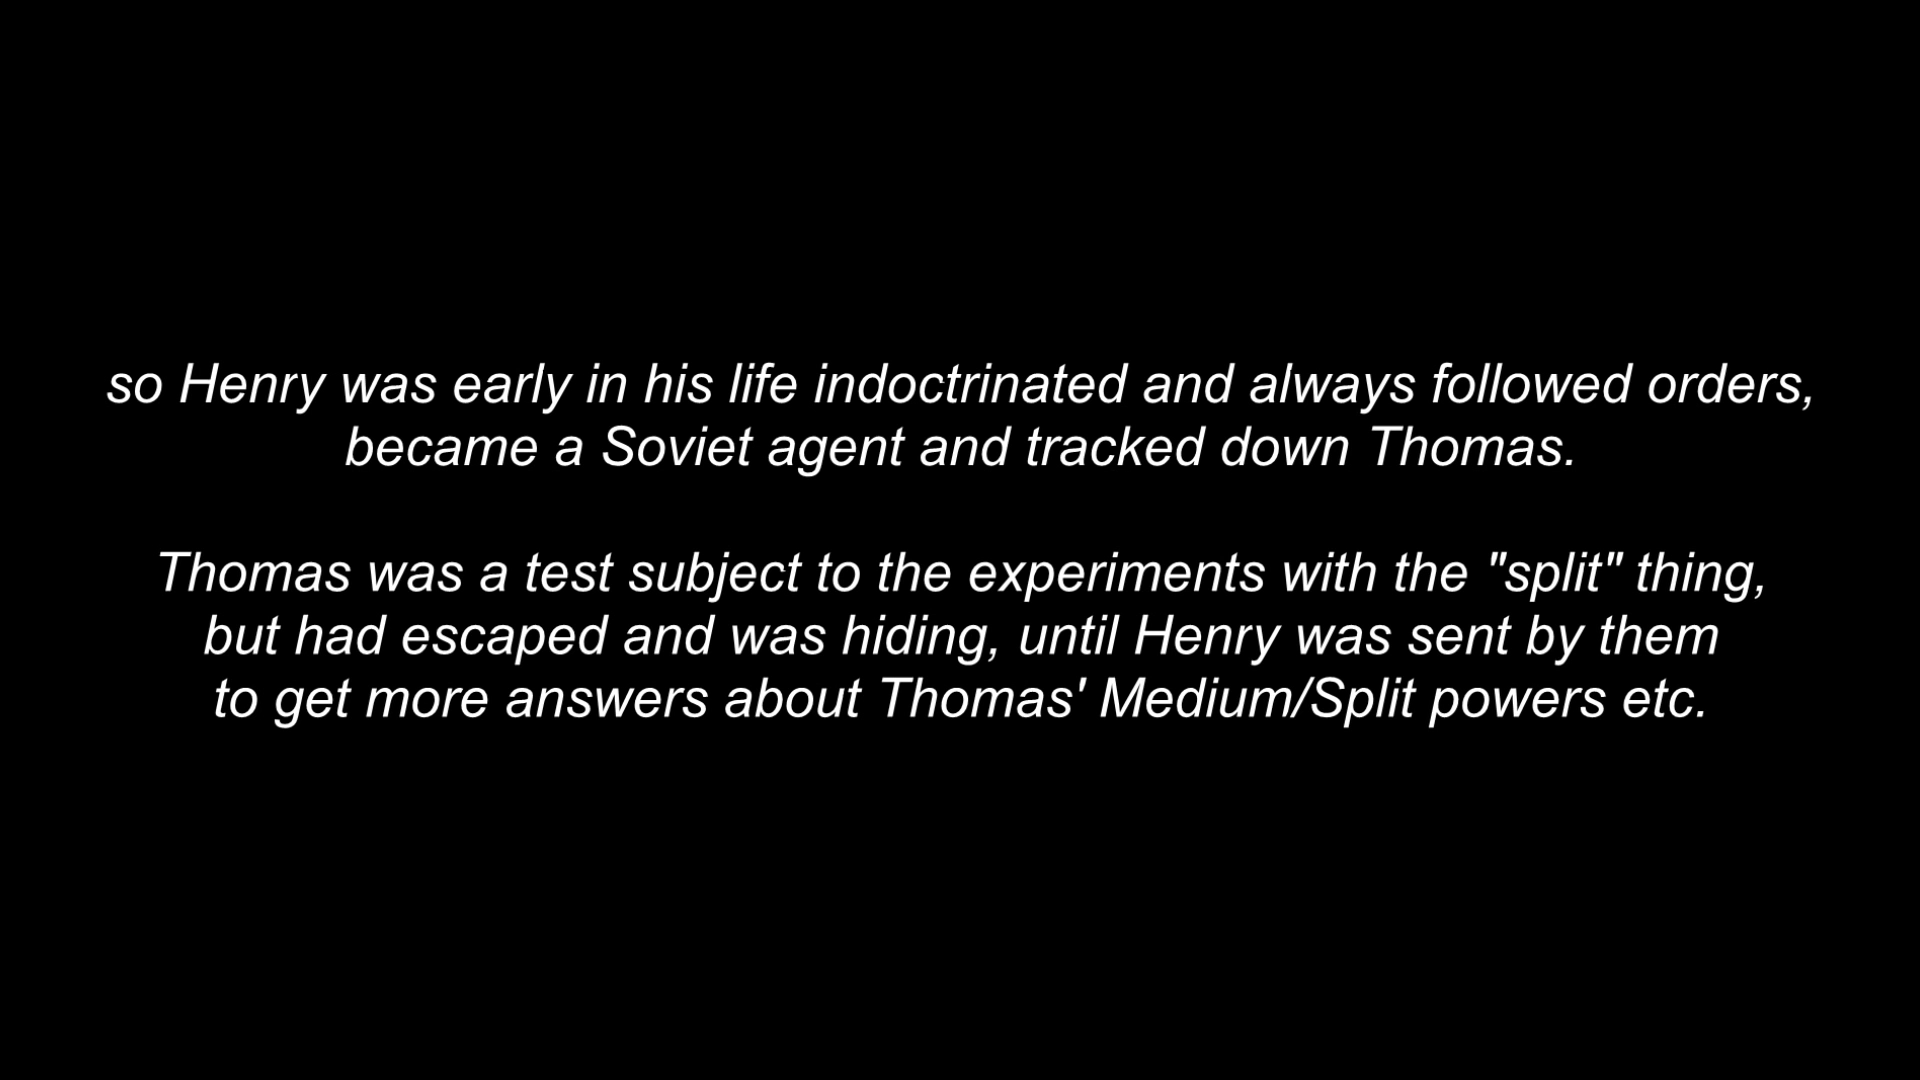 so Henry was early in his life indoctrinated and always followed orders,
became a Soviet agent and tracked down Thomas.
Thomas was a test subject to the experiments with the "split" thing,
but had escaped and was hiding, until Henry was sent by them
to get more answers about Thomas' Medium/Split powers etc.